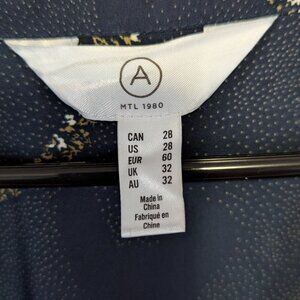 A
MTL 1980
CAN 28
US 28
EUR 60
UK 32
AU 32
Made in
China
Fabriqué en
Chine